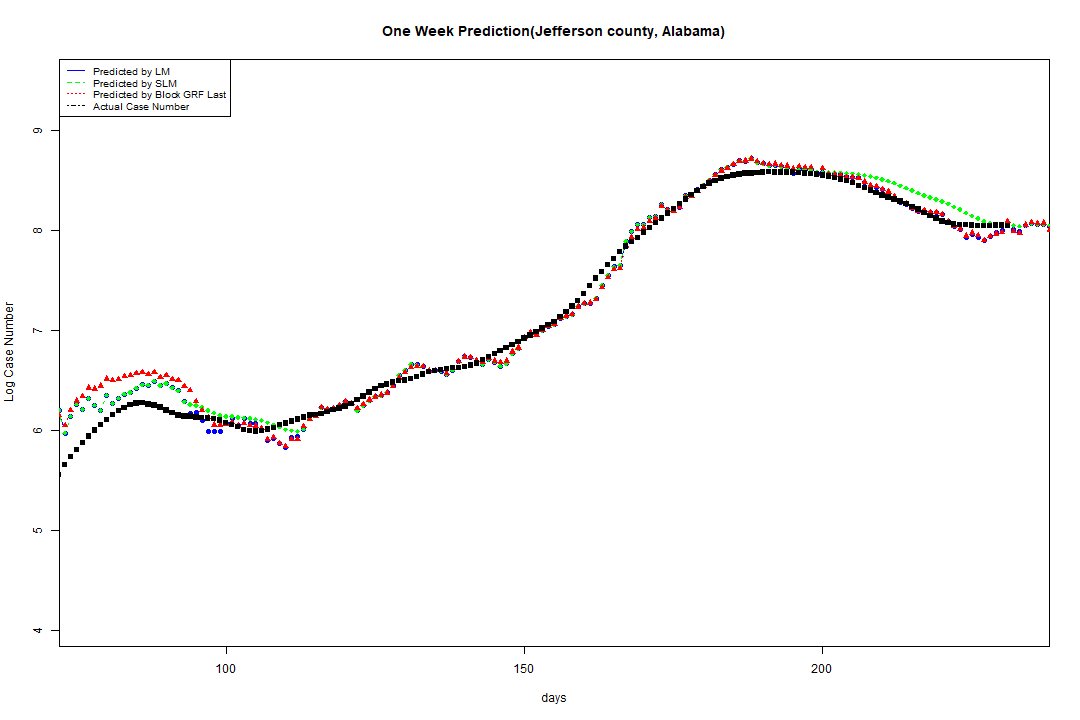 One Week Prediction(Jefferson county, Alabama)
Predicted by LM
Predicted by SLM
Predicted by Block GRF Last
Actual Case Number
9
8
7
6
5
4
Log Case Number
100 150 200
days